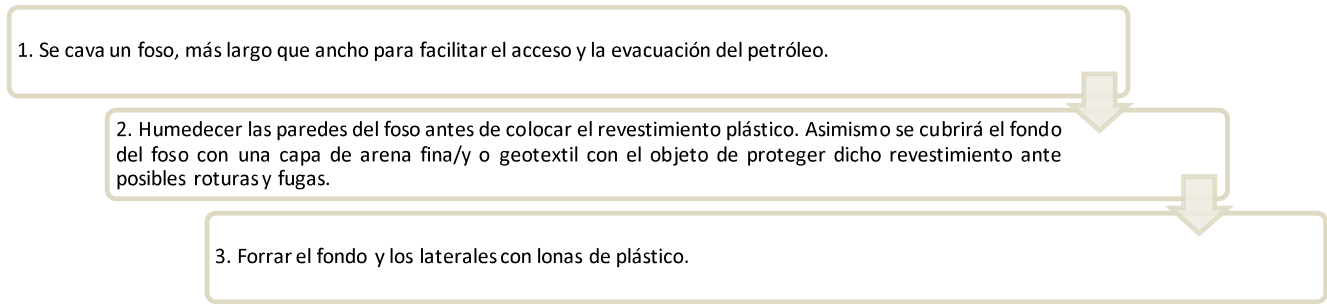 1. Se cava un foso, más largo que ancho para facilitar el acceso y la evacuación del petróleo.
2. Humedecer las paredes del foso antes de colocar el revestimiento plástico. Asimismo se cubrirá el fondo
del foso con una capa de arena fina/y o geotextil con el objeto de proteger dicho revestimiento ante
posibles roturas y fugas.
3. Forrar el fondo y los laterales con lonas de plástico.